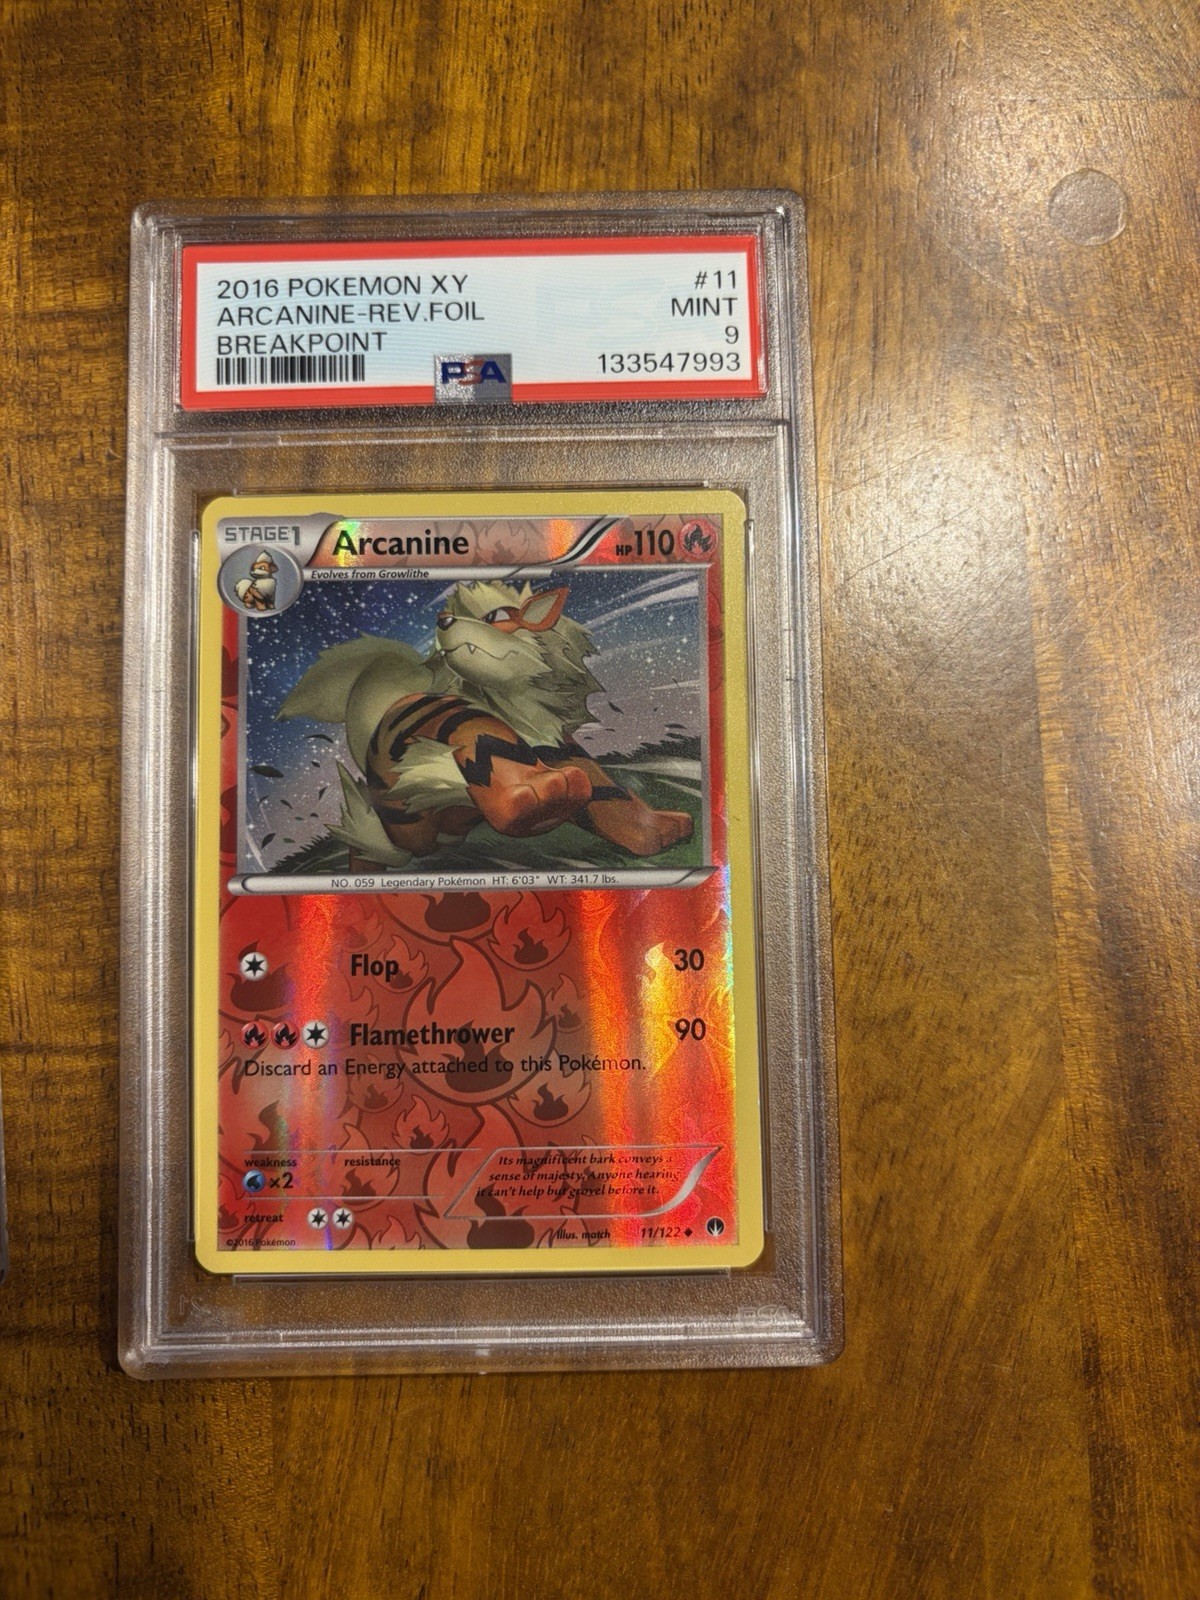 2016 POKEMON XY #11
ARCANINE-REV.FOIL MINT
BREAKPOINT 9
PSA 133547993
STAGE1 Arcanine HP110
Evolves from Growlithe
NO. 059 Legendary Pokémon HT: 6'03" WT: 341.7 lbs.
Flop 30
Flamethrower 90
Discard an Energy attached to this Pokémon.
weakness resistance
×2
Its magnificent bark conveys a
sense of majesty. Anyone hearing
it can't help but grovel before it.
retreat
©2016 Pokémon Illus. match 11/122
PSA